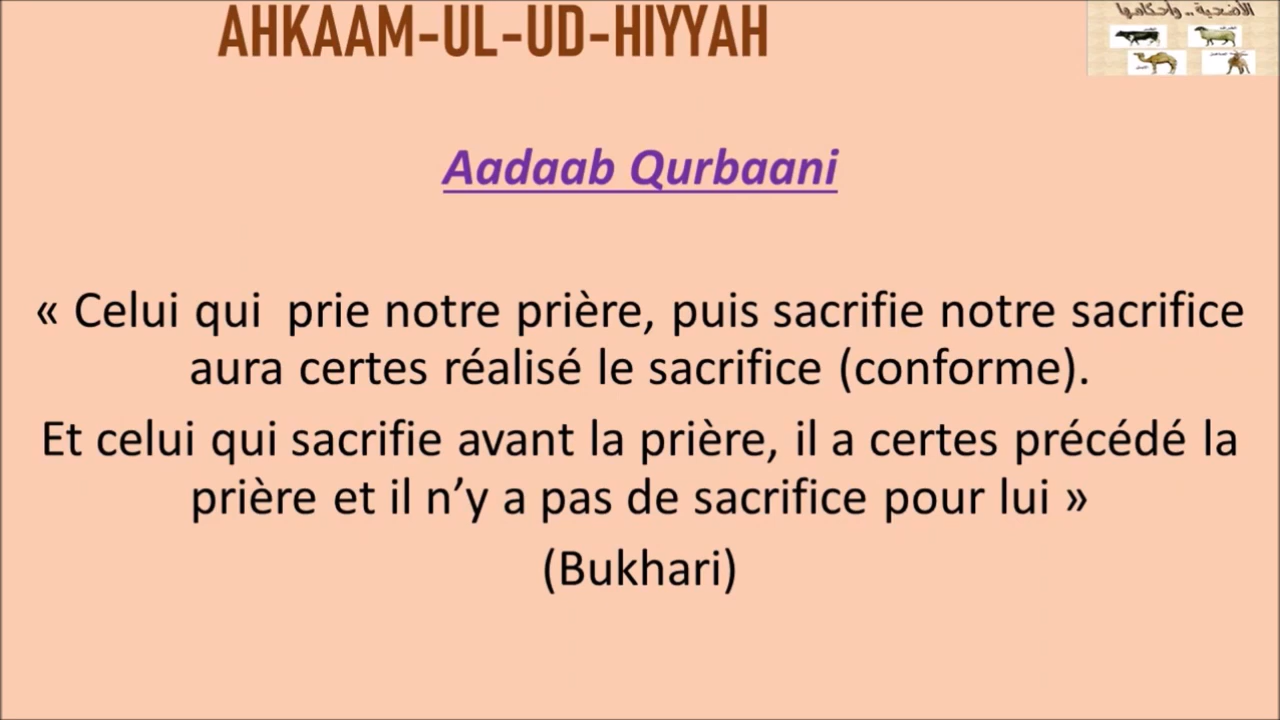 AHKAAM-UL-UD-HIYYAH
الأضحية .. وأحكامها
Aadaab Qurbaani
« Celui qui  prie notre prière, puis sacrifie notre sacrifice
aura certes réalisé le sacrifice (conforme).
Et celui qui sacrifie avant la prière, il a certes précédé la
prière et il n’y a pas de sacrifice pour lui »
(Bukhari)